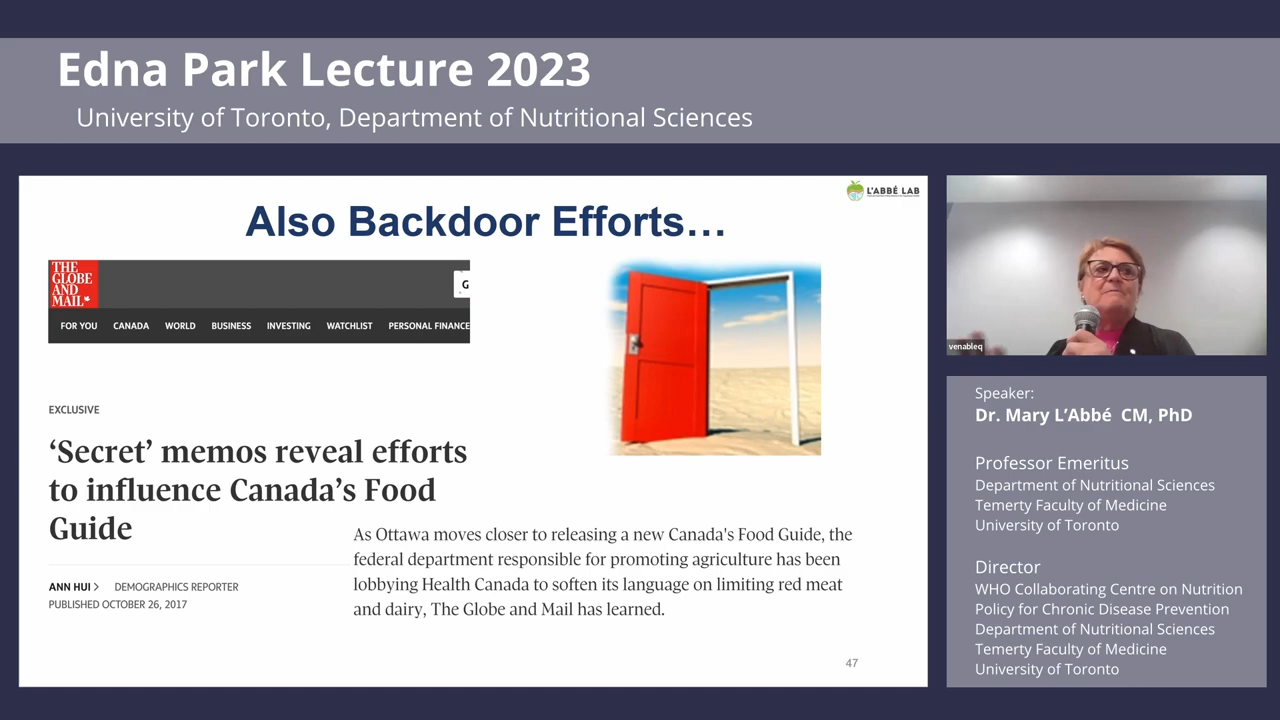 Edna Park Lecture 2023
University of Toronto, Department of Nutritional Sciences
L'ABBÉ LAB
Also Backdoor Efforts…
THE
GLOBE
AND
MAIL
G
FOR YOU CANADA WORLD BUSINESS INVESTING WATCHLIST PERSONAL FINANCE
EXCLUSIVE
‘Secret’ memos reveal efforts
to influence Canada’s Food
Guide
ANN HUI > DEMOGRAPHICS REPORTER
PUBLISHED OCTOBER 26, 2017
As Ottawa moves closer to releasing a new Canada's Food Guide, the
federal department responsible for promoting agriculture has been
lobbying Health Canada to soften its language on limiting red meat
and dairy, The Globe and Mail has learned.
47
venableq
Speaker:
Dr. Mary L’Abbé CM, PhD
Professor Emeritus
Department of Nutritional Sciences
Temerty Faculty of Medicine
University of Toronto
Director
WHO Collaborating Centre on Nutrition
Policy for Chronic Disease Prevention
Department of Nutritional Sciences
Temerty Faculty of Medicine
University of Toronto